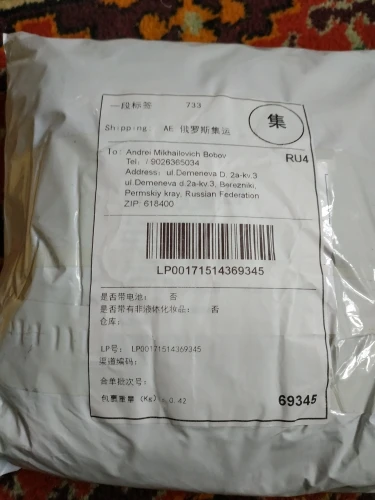 一段标签 733
集
Shipping: AE 俄罗斯集运
RU4
To: Andrei Mikhailovich Botiov
Tel: / 9026365034
Address: ul.Demeneva D. 2a-kv.3
ul.Demeneva d.2a-kv.3, Berezniki,
Permskiy kray, Russian Federation
ZIP: 618400
LP00171514369345
是否带电池: 否
是否带有非液体化妆品: 否
仓库:
LP号: LP00171514369345
渠道编码:
合单批次号:
包裹重量 (Kg): 0.42
69345